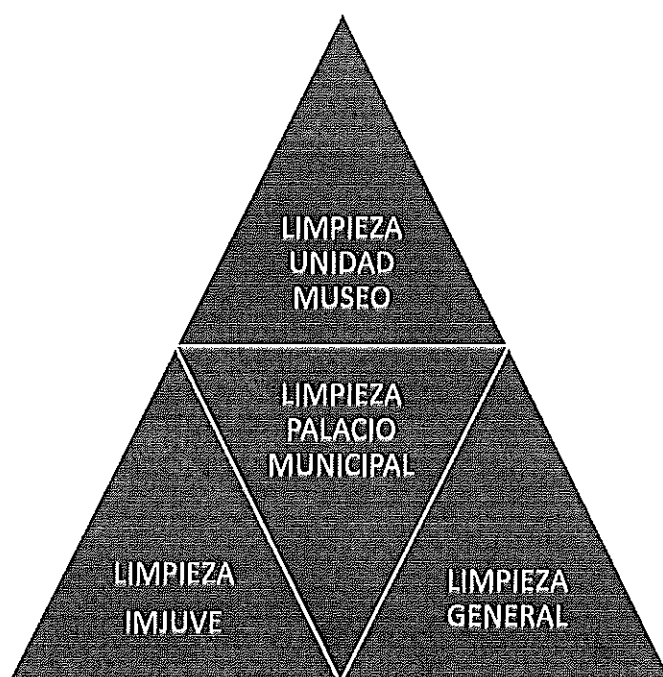 LIMPIEZA
UNIDAD
MUSEO
LIMPIEZA
PALACIO
MUNICIPAL
LIMPIEZA
IMJUVE
LIMPIEZA
GENERAL